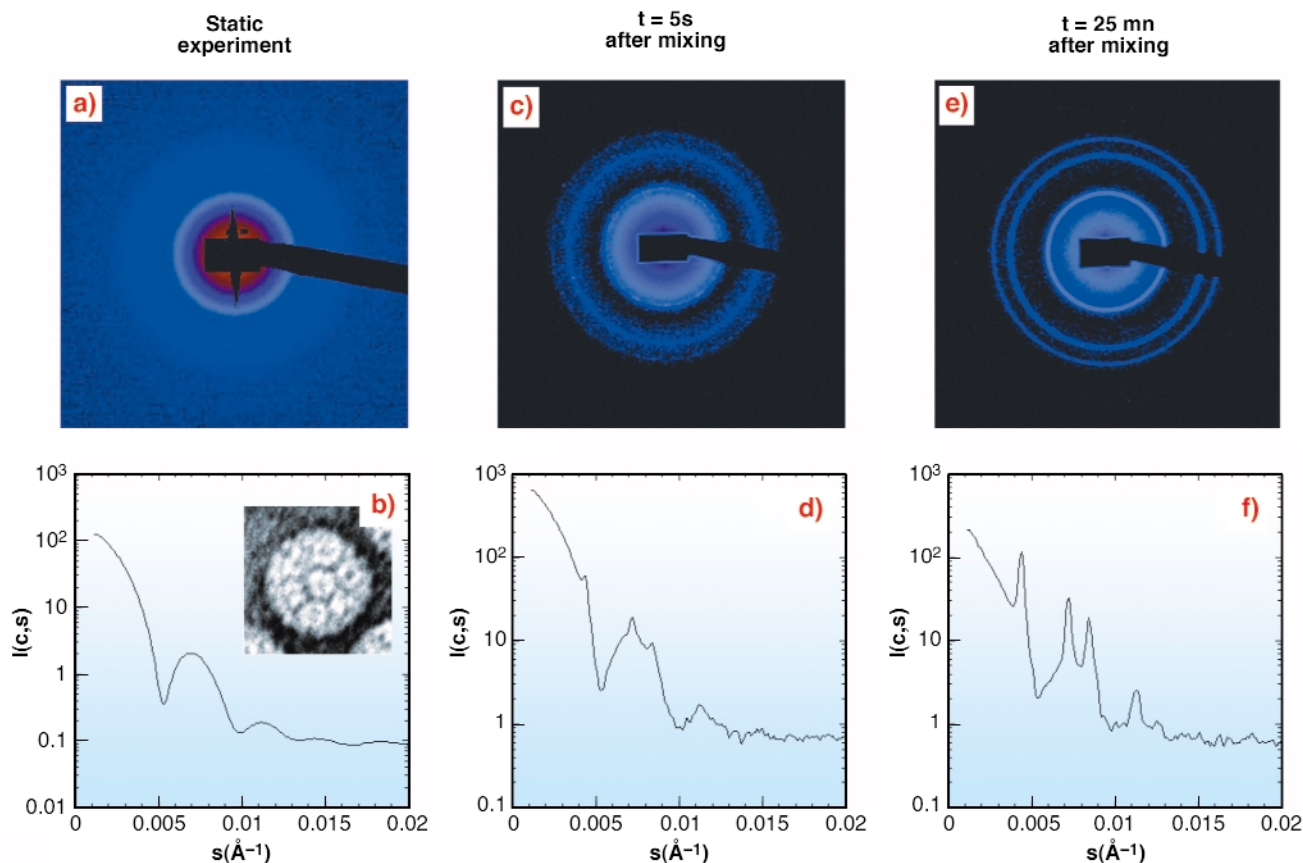 Static
experiment
t = 5s
after mixing
t = 25 mn
after mixing
a)
c)
e)
b)
d)
f)
I(c,s)
10³
10²
10
1
0.1
0.01
0
0.005
0.01
0.015
0.02
s(Å⁻¹)
I(c,s)
10³
10²
10
1
0.1
0
0.005
0.01
0.015
0.02
s(Å⁻¹)
I(c,s)
10³
10²
10
1
0.1
0
0.005
0.01
0.015
0.02
s(Å⁻¹)